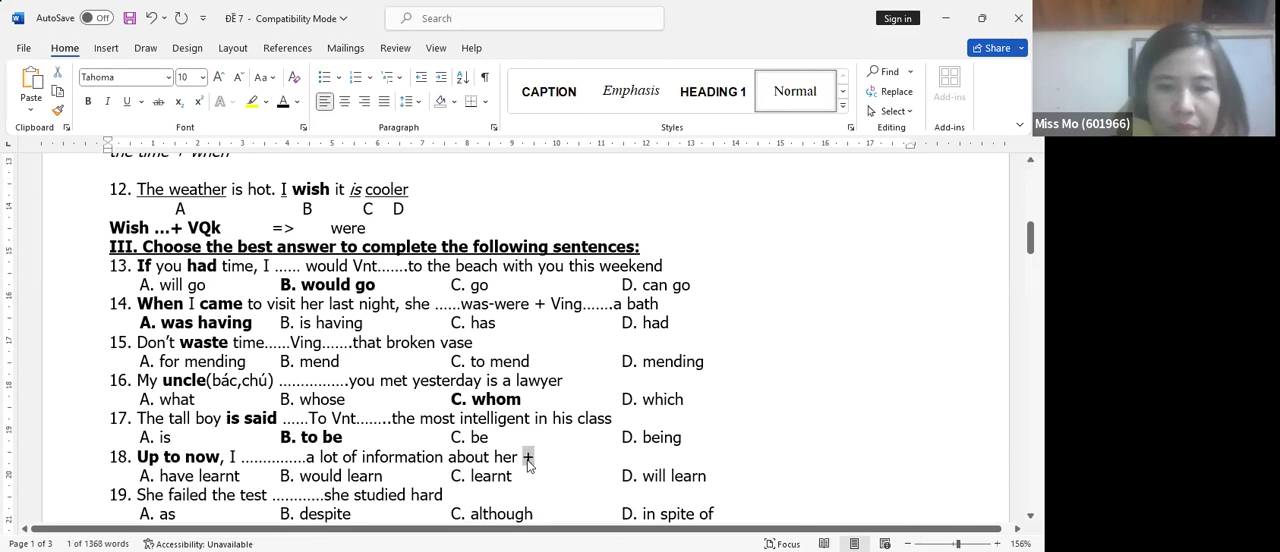 AutoSave Off ĐỀ 7 - Compatibility Mode Search Sign in
File Home Insert Draw Design Layout References Mailings Review View Help Share
Paste Tahoma 10 CAPTION Emphasis HEADING 1 Normal Find Replace Select Add-ins
Clipboard Font Paragraph Styles Editing Add-ins
Miss Mo (601966)
the time + when
12. The weather is hot. I wish it is cooler
A B C D
Wish ...+ VQk => were
III. Choose the best answer to complete the following sentences:
13. If you had time, I ...... would Vnt.......to the beach with you this weekend
A. will go B. would go C. go D. can go
14. When I came to visit her last night, she ......was-were + Ving.......a bath
A. was having B. is having C. has D. had
15. Don't waste time......Ving.......that broken vase
A. for mending B. mend C. to mend D. mending
16. My uncle(bác,chú) ................you met yesterday is a lawyer
A. what B. whose C. whom D. which
17. The tall boy is said ......To Vnt........the most intelligent in his class
A. is B. to be C. be D. being
18. Up to now, I ..............a lot of information about her +
A. have learnt B. would learn C. learnt D. will learn
19. She failed the test ............she studied hard
A. as B. despite C. although D. in spite of
Page 1 of 3 1 of 1368 words Accessibility: Unavailable Focus 156%